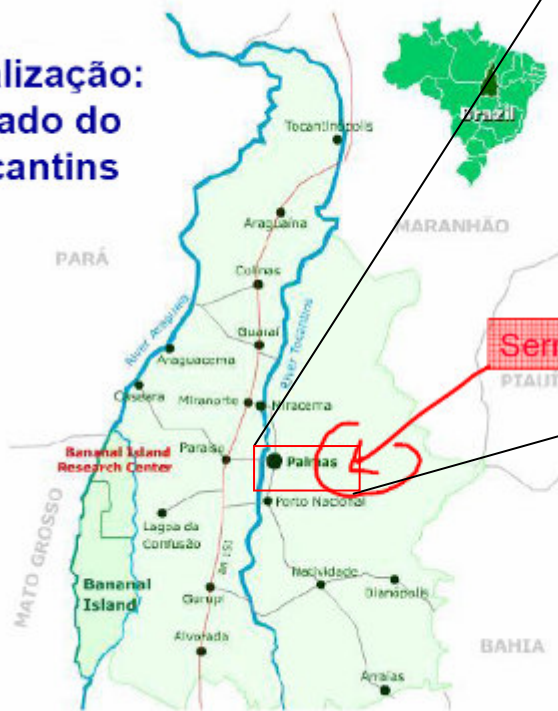 alização:
ado do
cantins
Brazil
Tocantinópolis
MARANHÃO
Araguaína
PARÁ
Colinas
River Araguaia
River Tocantins
Guaraí
Araguacema
Serr
PIAUÍ
Caseara
Miranorte
Miracema
Bananal Island
Research Center
Paraíso
Palmas
Porto Nacional
Lagoa da
Confusão
MATO GROSSO
BR 153
Natividade
Dianópolis
Bananal
Island
Gurupi
Alvorada
BAHIA
Arraias